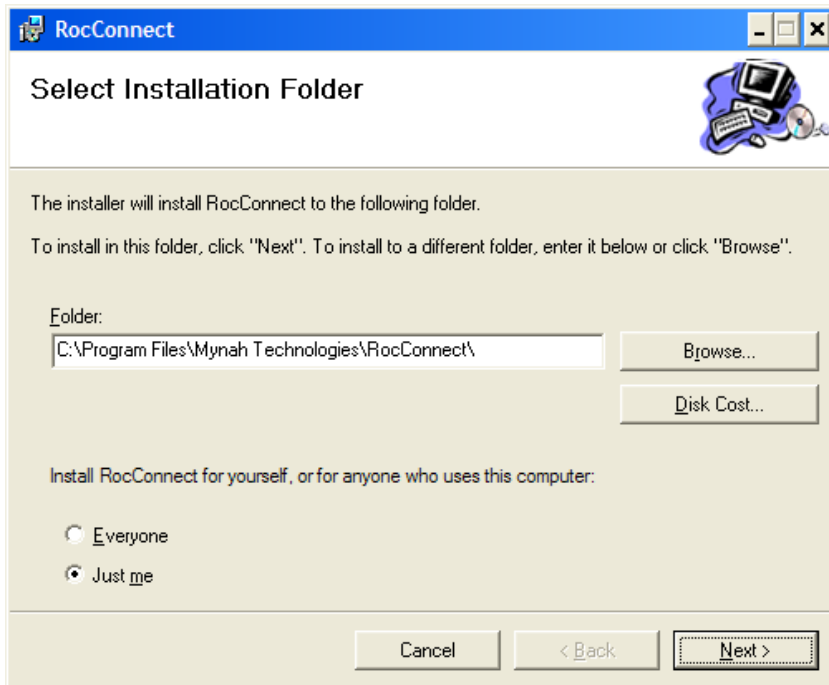 RocConnect
Select Installation Folder
The installer will install RocConnect to the following folder.
To install in this folder, click "Next". To install to a different folder, enter it below or click "Browse".
Folder:
C:\Program Files\Mynah Technologies\RocConnect\
Browse...
Disk Cost...
Install RocConnect for yourself, or for anyone who uses this computer:
Everyone
Just me
Cancel
< Back
Next >